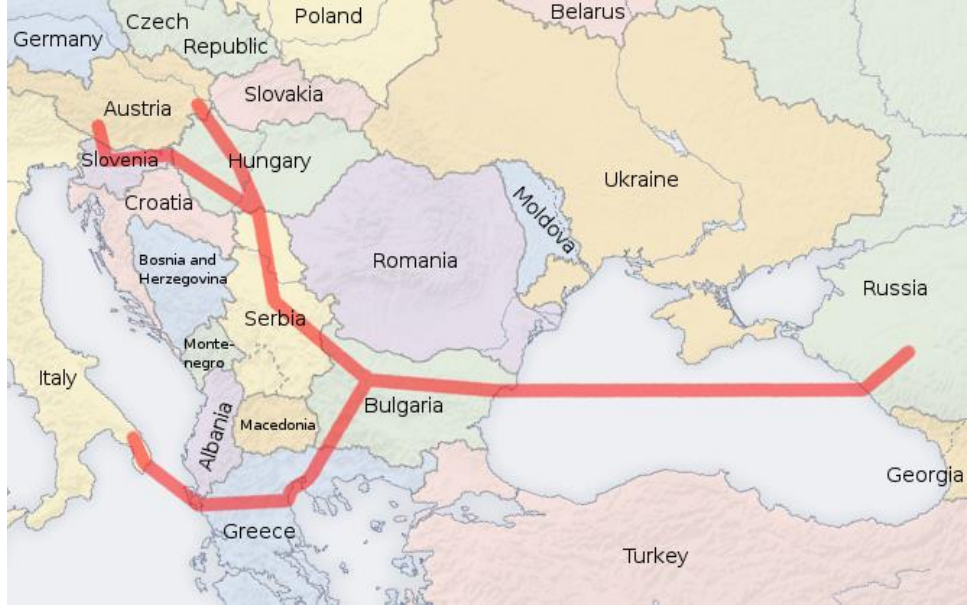 Belarus
Poland
Czech
Republic
Germany
Slovakia
Austria
Hungary
Slovenia
Ukraine
Croatia
Moldova
Bosnia and
Herzegovina
Romania
Russia
Serbia
Monte-
negro
Italy
Bulgaria
Albania
Macedonia
Georgia
Greece
Turkey